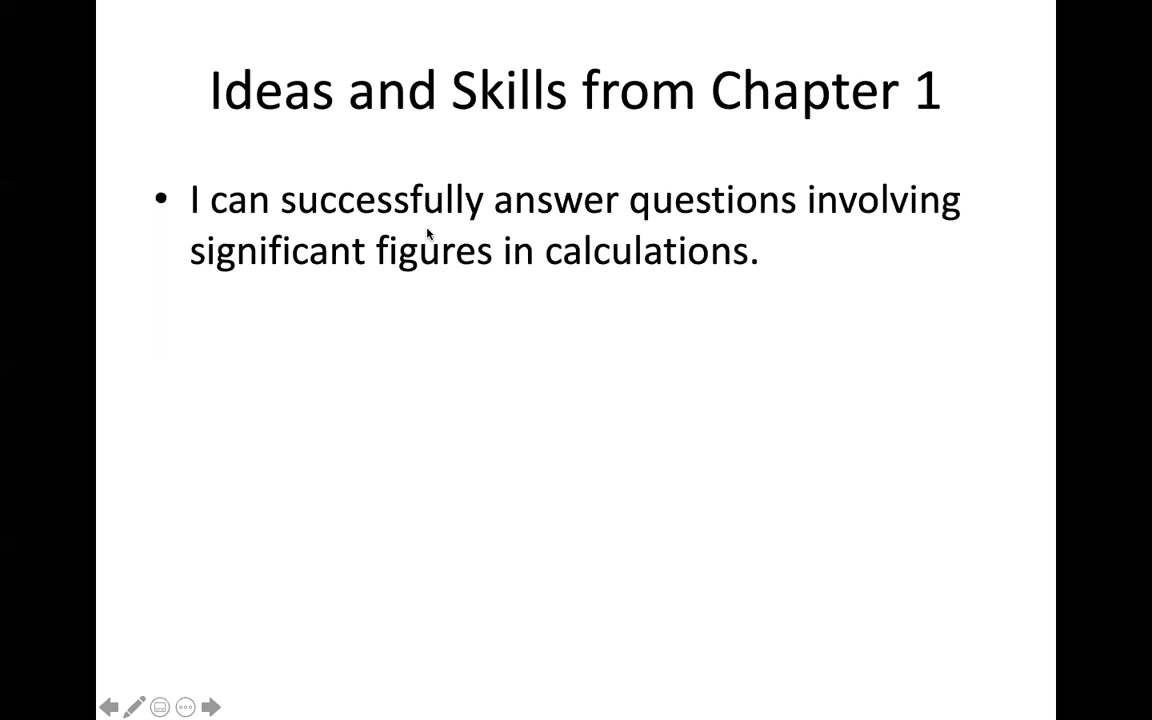 Ideas and Skills from Chapter 1
• I can successfully answer questions involving
significant figures in calculations.